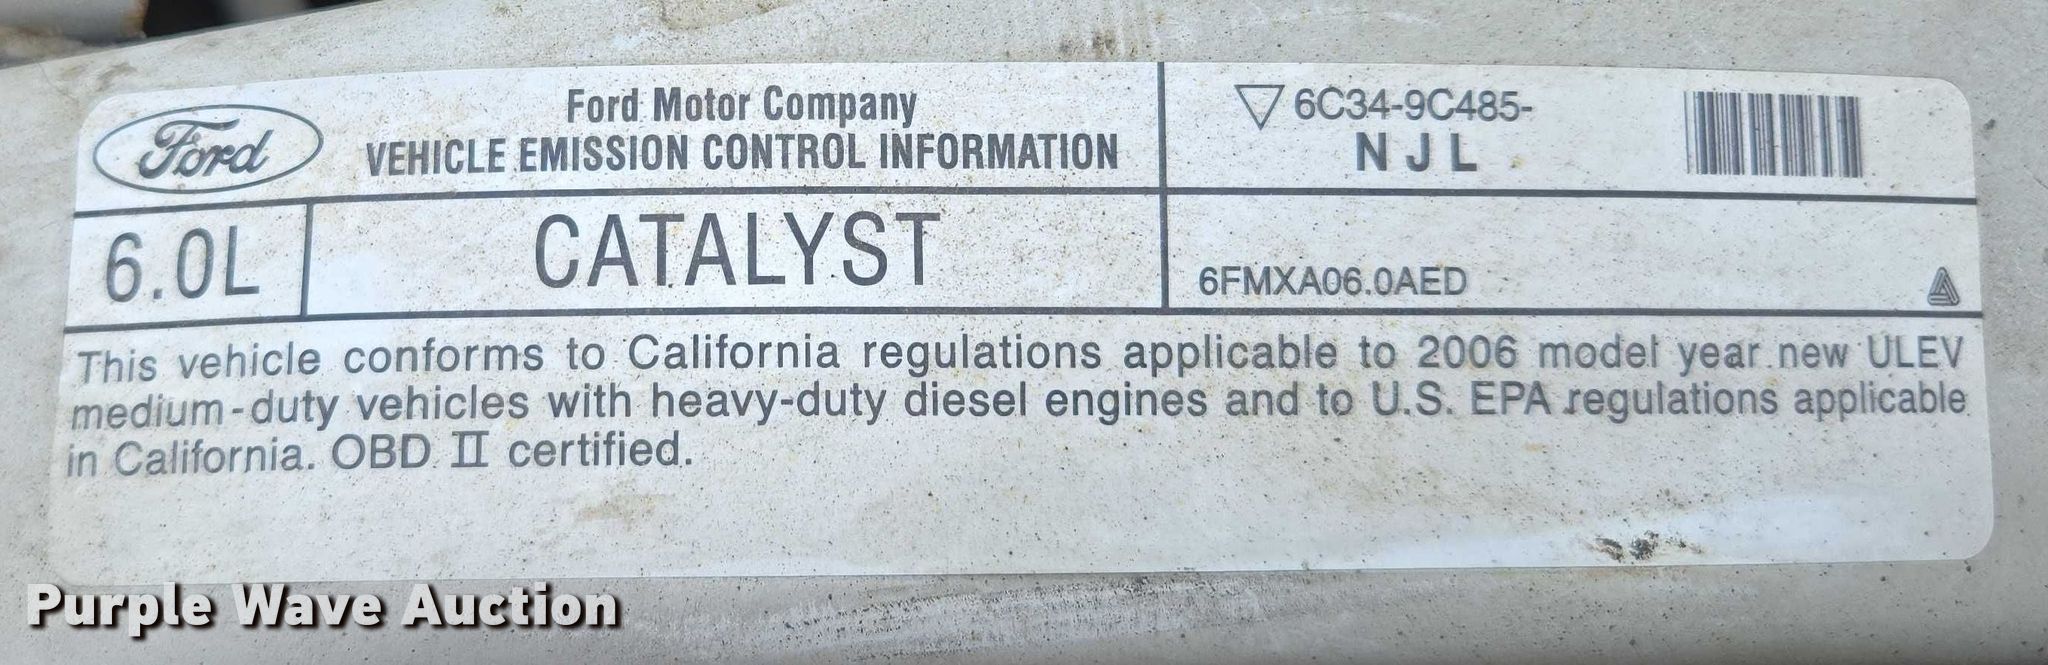 Ford
Ford Motor Company
VEHICLE EMISSION CONTROL INFORMATION
6C34-9C485-
NJL
6.0L
CATALYST
6FMXA06.0AED
This vehicle conforms to California regulations applicable to 2006 model year new ULEV
medium-duty vehicles with heavy-duty diesel engines and to U.S. EPA regulations applicable
in California. OBD II certified.
Purple Wave Auction